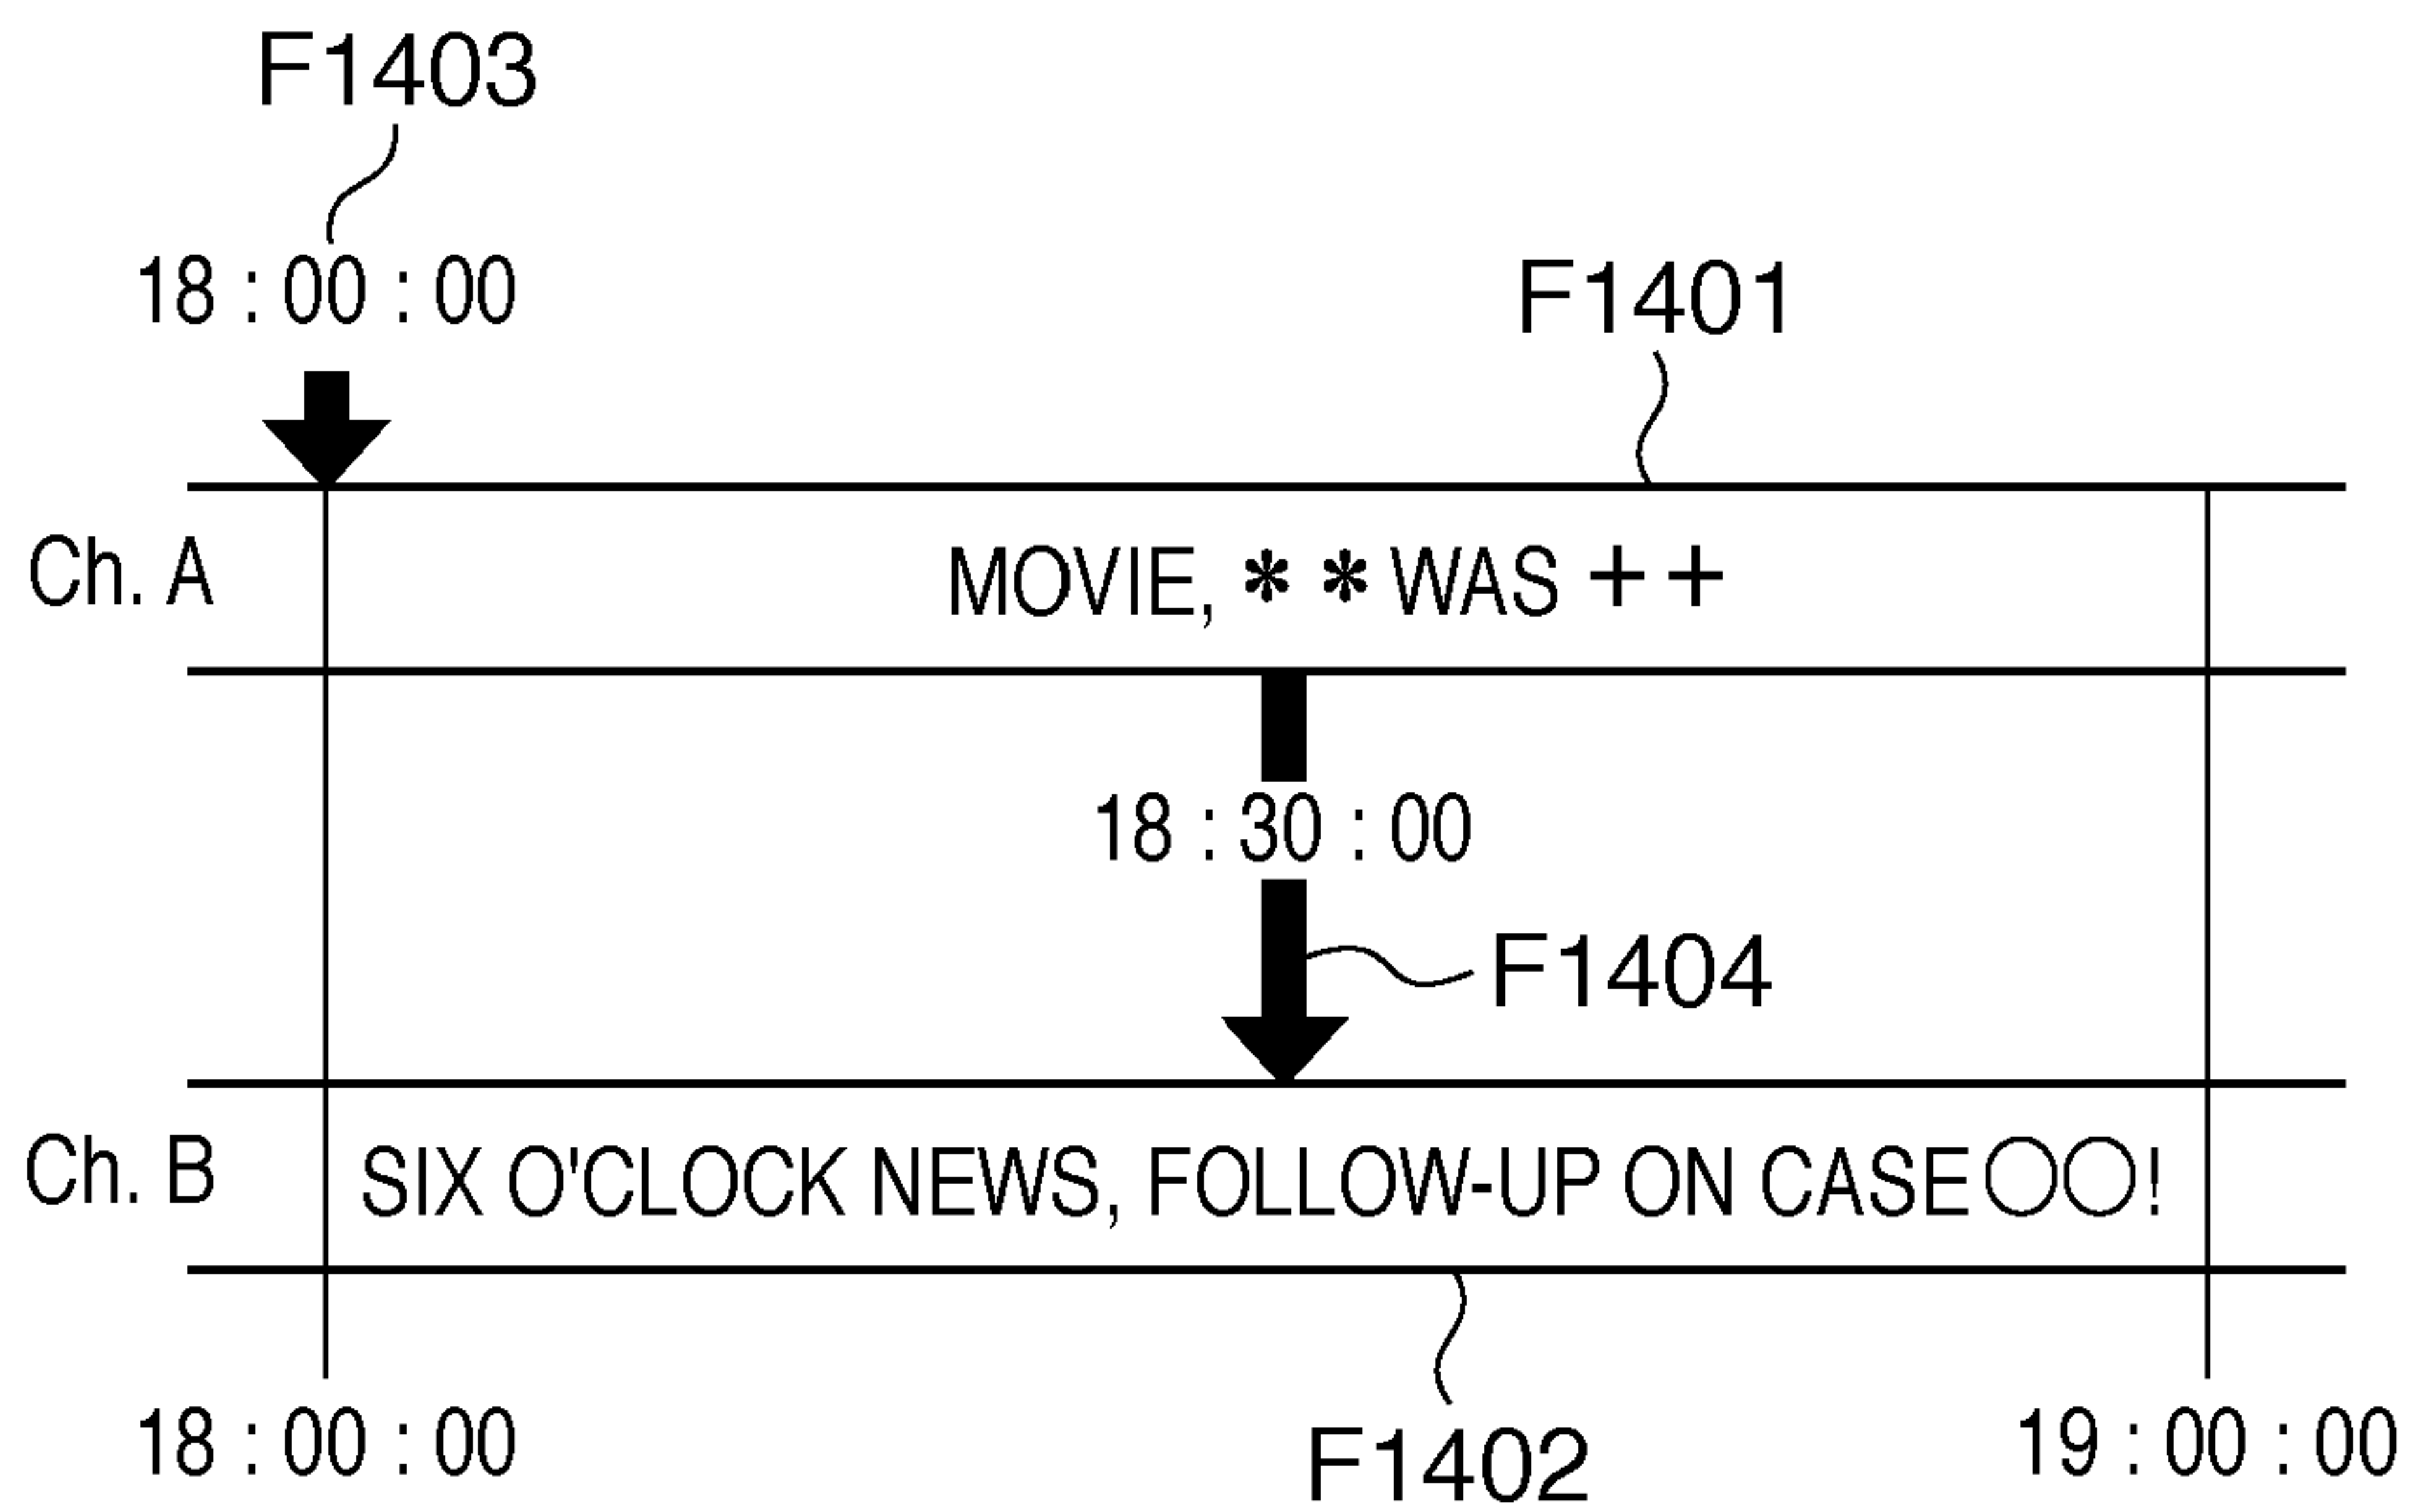 F1403
18 : 00 : 00
F1401
Ch. A
MOVIE, ＊＊ WAS ＋＋
18 : 30 : 00
F1404
Ch. B
SIX O'CLOCK NEWS, FOLLOW-UP ON CASE ○○!
18 : 00 : 00
F1402
19 : 00 : 00